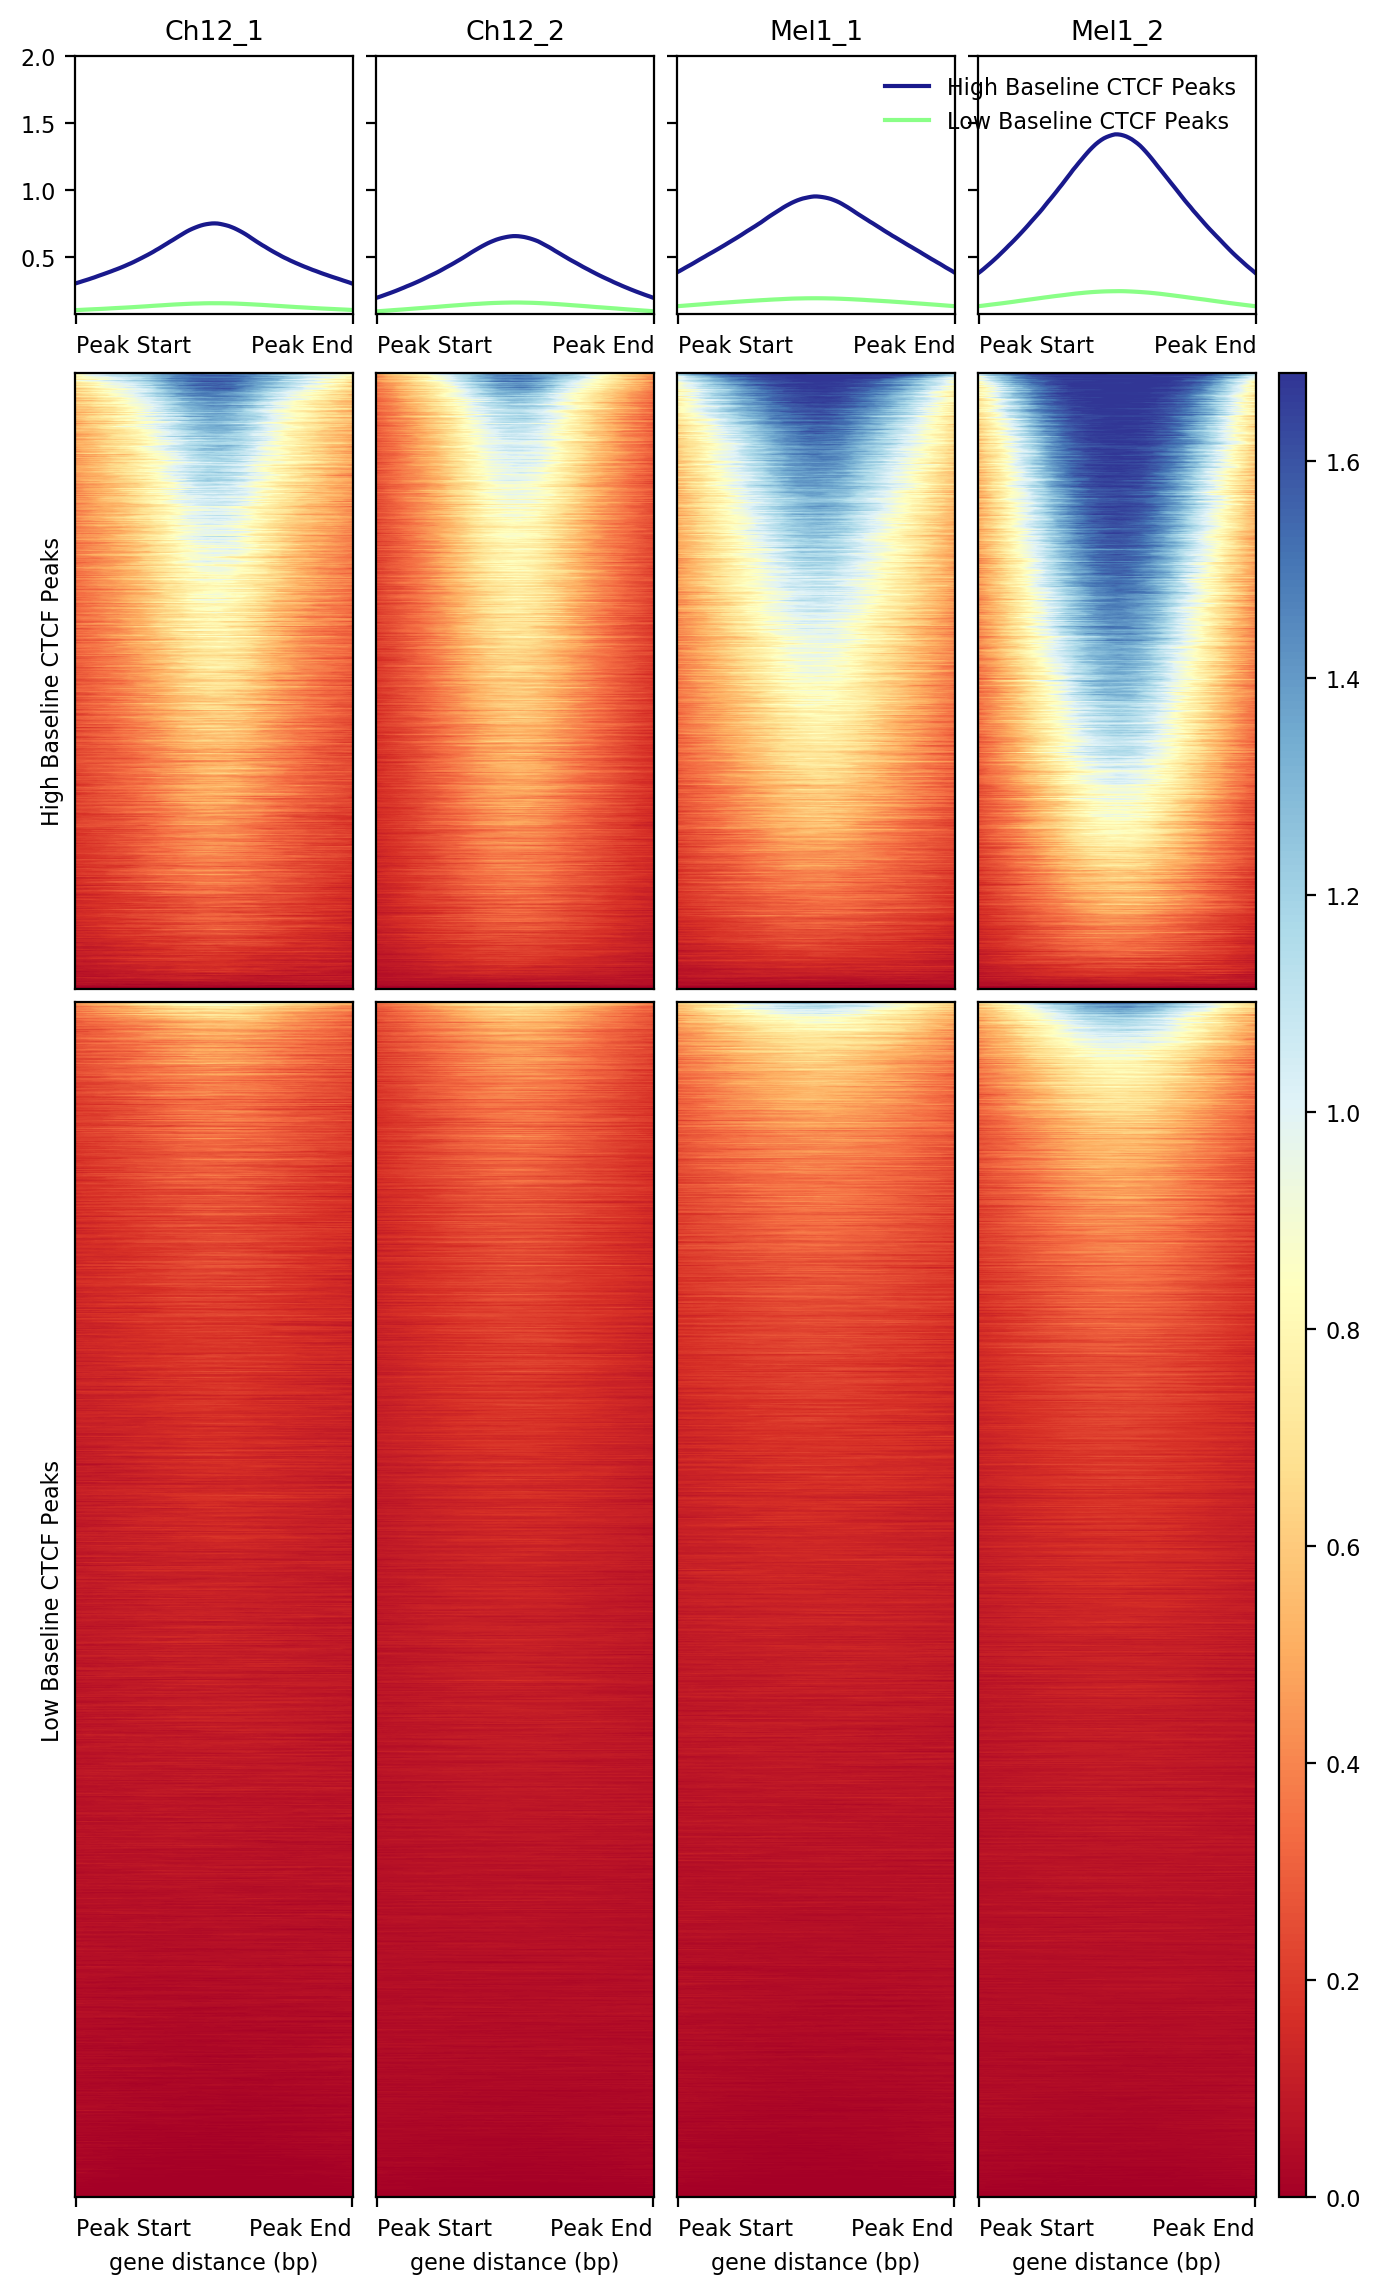 Ch12_1 Ch12_2 Mel1_1 Mel1_2
2.0
1.5
1.0
0.5
High Baseline CTCF Peaks
Low Baseline CTCF Peaks
Peak Start Peak End Peak Start Peak End Peak Start Peak End Peak Start Peak End
High Baseline CTCF Peaks
Low Baseline CTCF Peaks
1.6
1.4
1.2
1.0
0.8
0.6
0.4
0.2
0.0
Peak Start Peak End Peak Start Peak End Peak Start Peak End Peak Start Peak End
gene distance (bp) gene distance (bp) gene distance (bp) gene distance (bp)